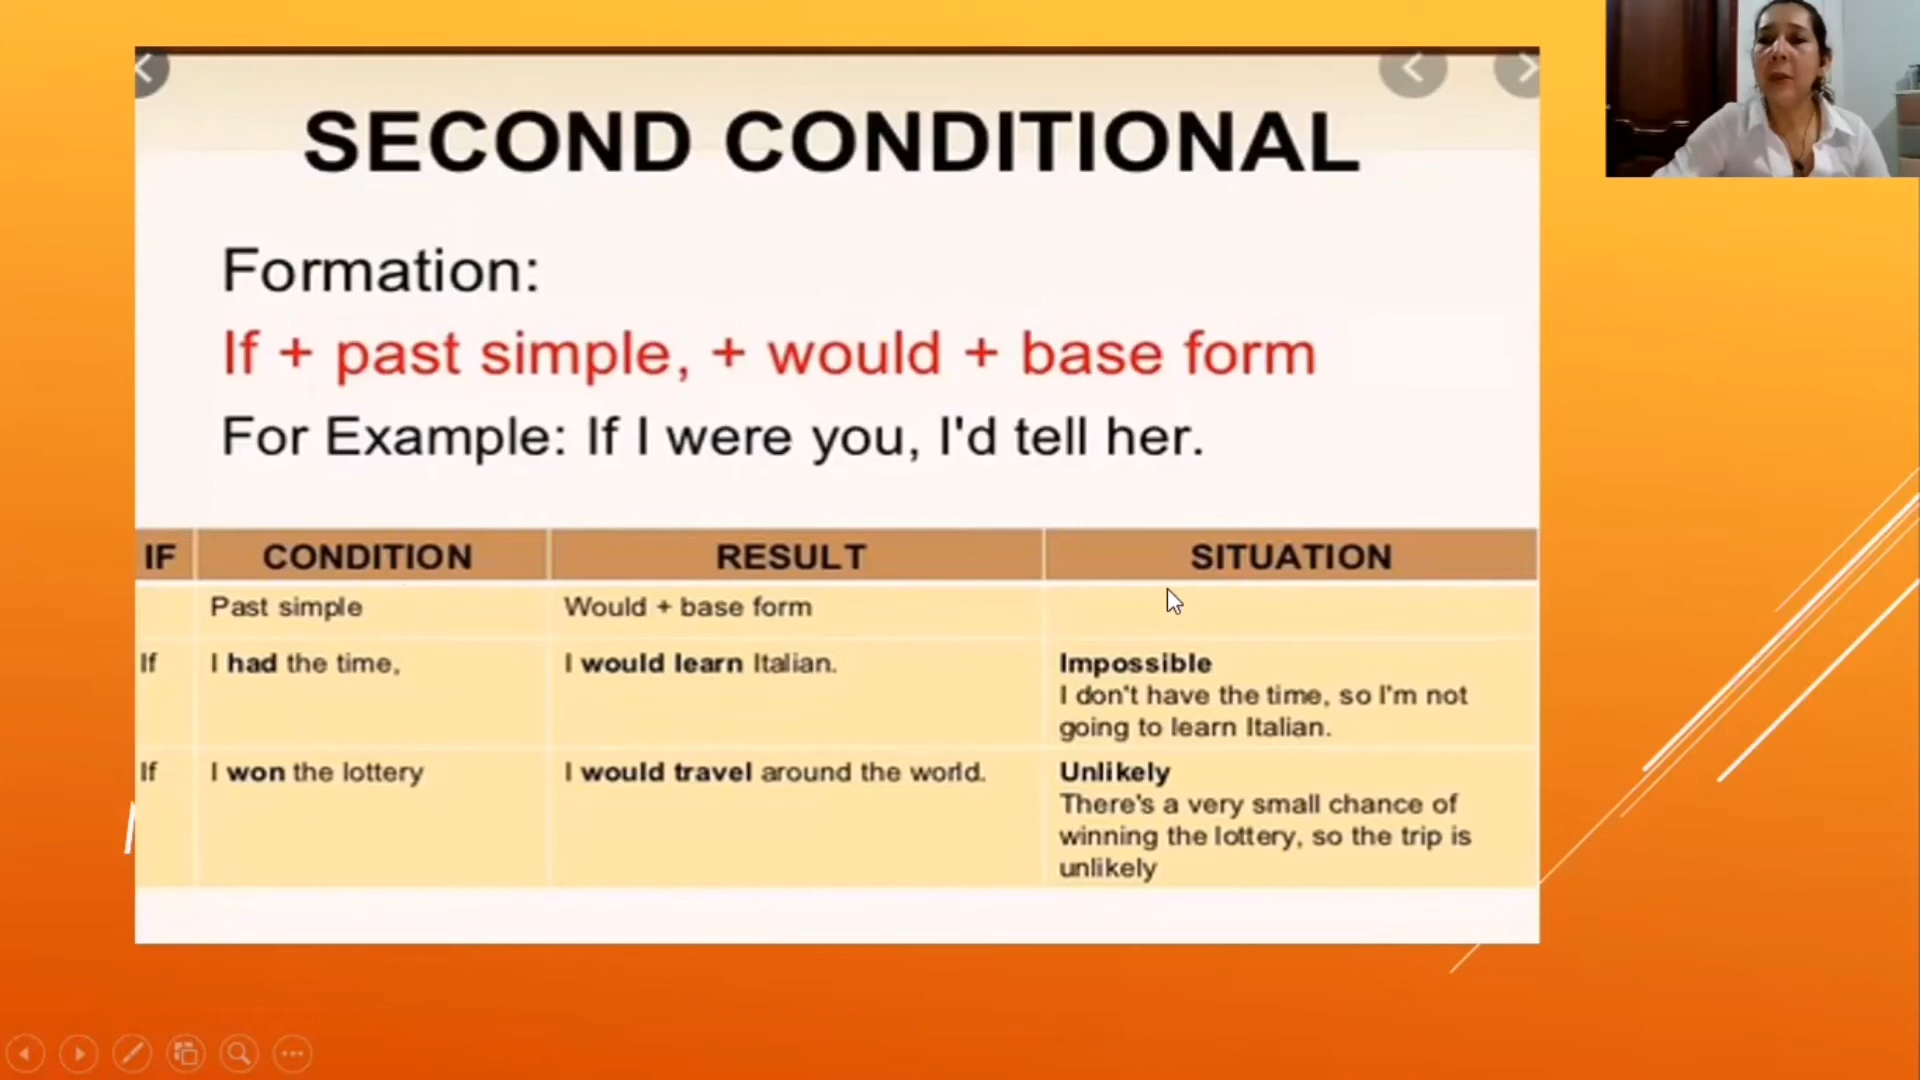 SECOND CONDITIONAL
Formation:
If + past simple, + would + base form
For Example: If I were you, I'd tell her.
IF CONDITION RESULT SITUATION
Past simple Would + base form
If I had the time, I would learn Italian. Impossible
I don't have the time, so I'm not
going to learn Italian.
If I won the lottery I would travel around the world. Unlikely
There's a very small chance of
winning the lottery, so the trip is
unlikely